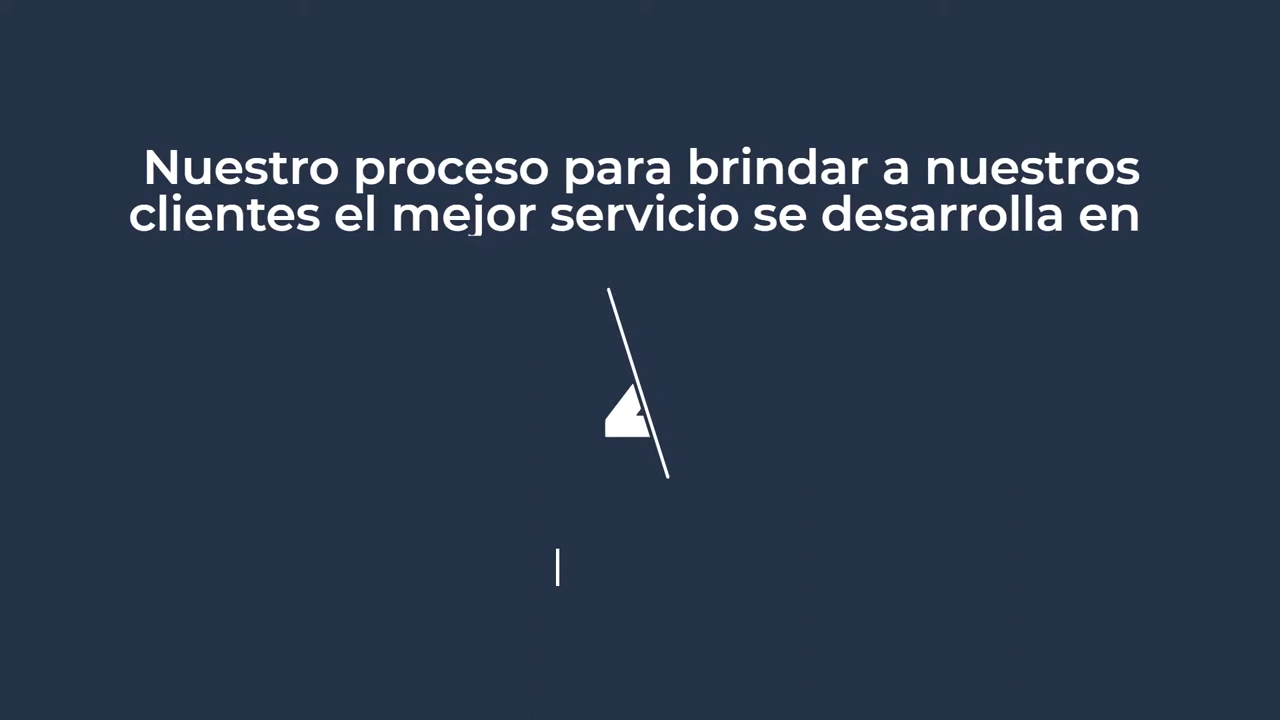 Nuestro proceso para brindar a nuestros
clientes el mejor servicio se desarrolla en